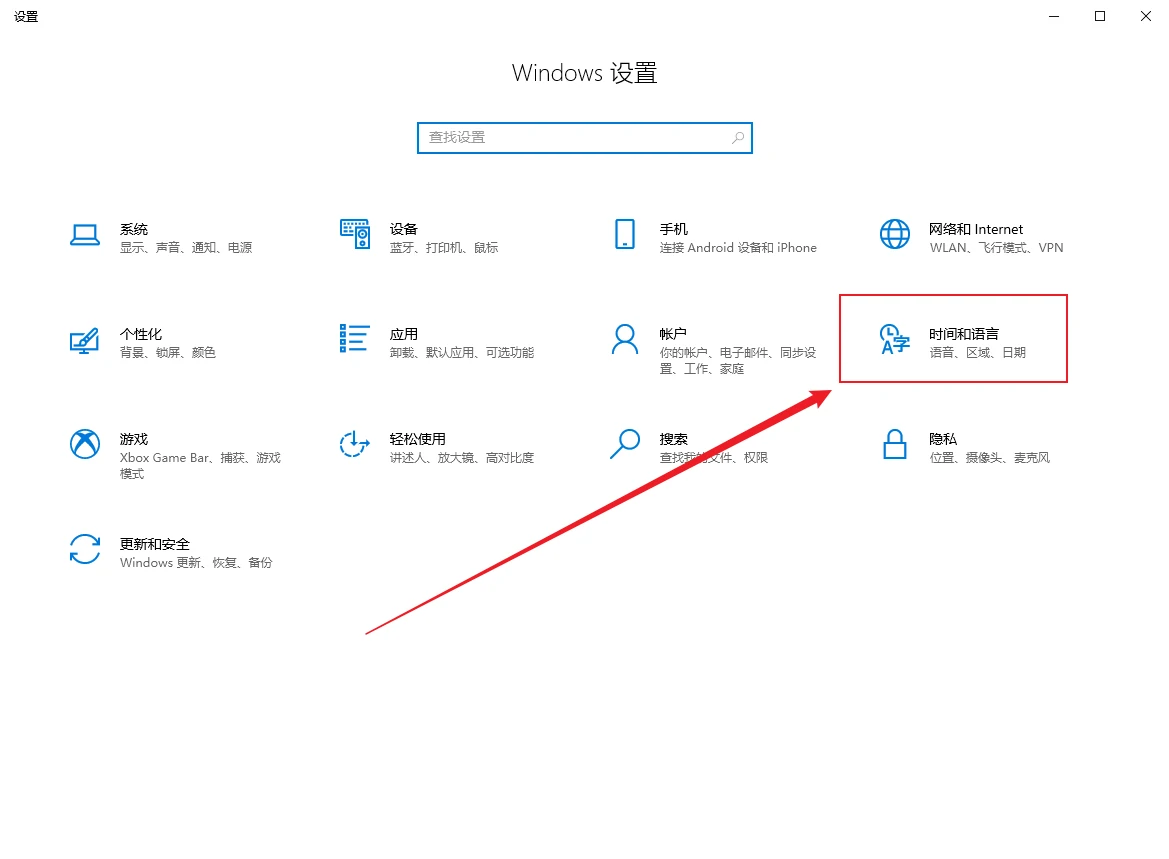 设置
Windows 设置
查找设置
系统
显示、声音、通知、电源
设备
蓝牙、打印机、鼠标
手机
连接 Android 设备和 iPhone
网络和 Internet
WLAN、飞行模式、VPN
个性化
背景、锁屏、颜色
应用
卸载、默认应用、可选功能
帐户
你的帐户、电子邮件、同步设
置、工作、家庭
时间和语言
语音、区域、日期
游戏
Xbox Game Bar、捕获、游戏
模式
轻松使用
讲述人、放大镜、高对比度
搜索
查找我的文件、权限
隐私
位置、摄像头、麦克风
更新和安全
Windows 更新、恢复、备份